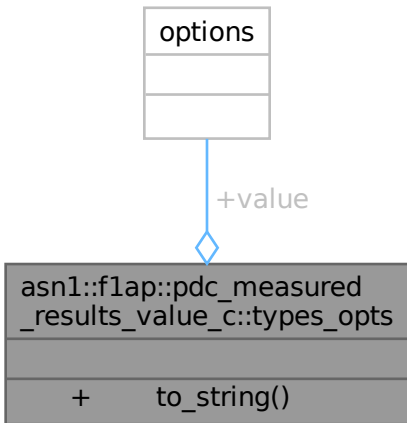 options
+value
asn1::f1ap::pdc_measured
_results_value_c::types_opts
+ to_string()